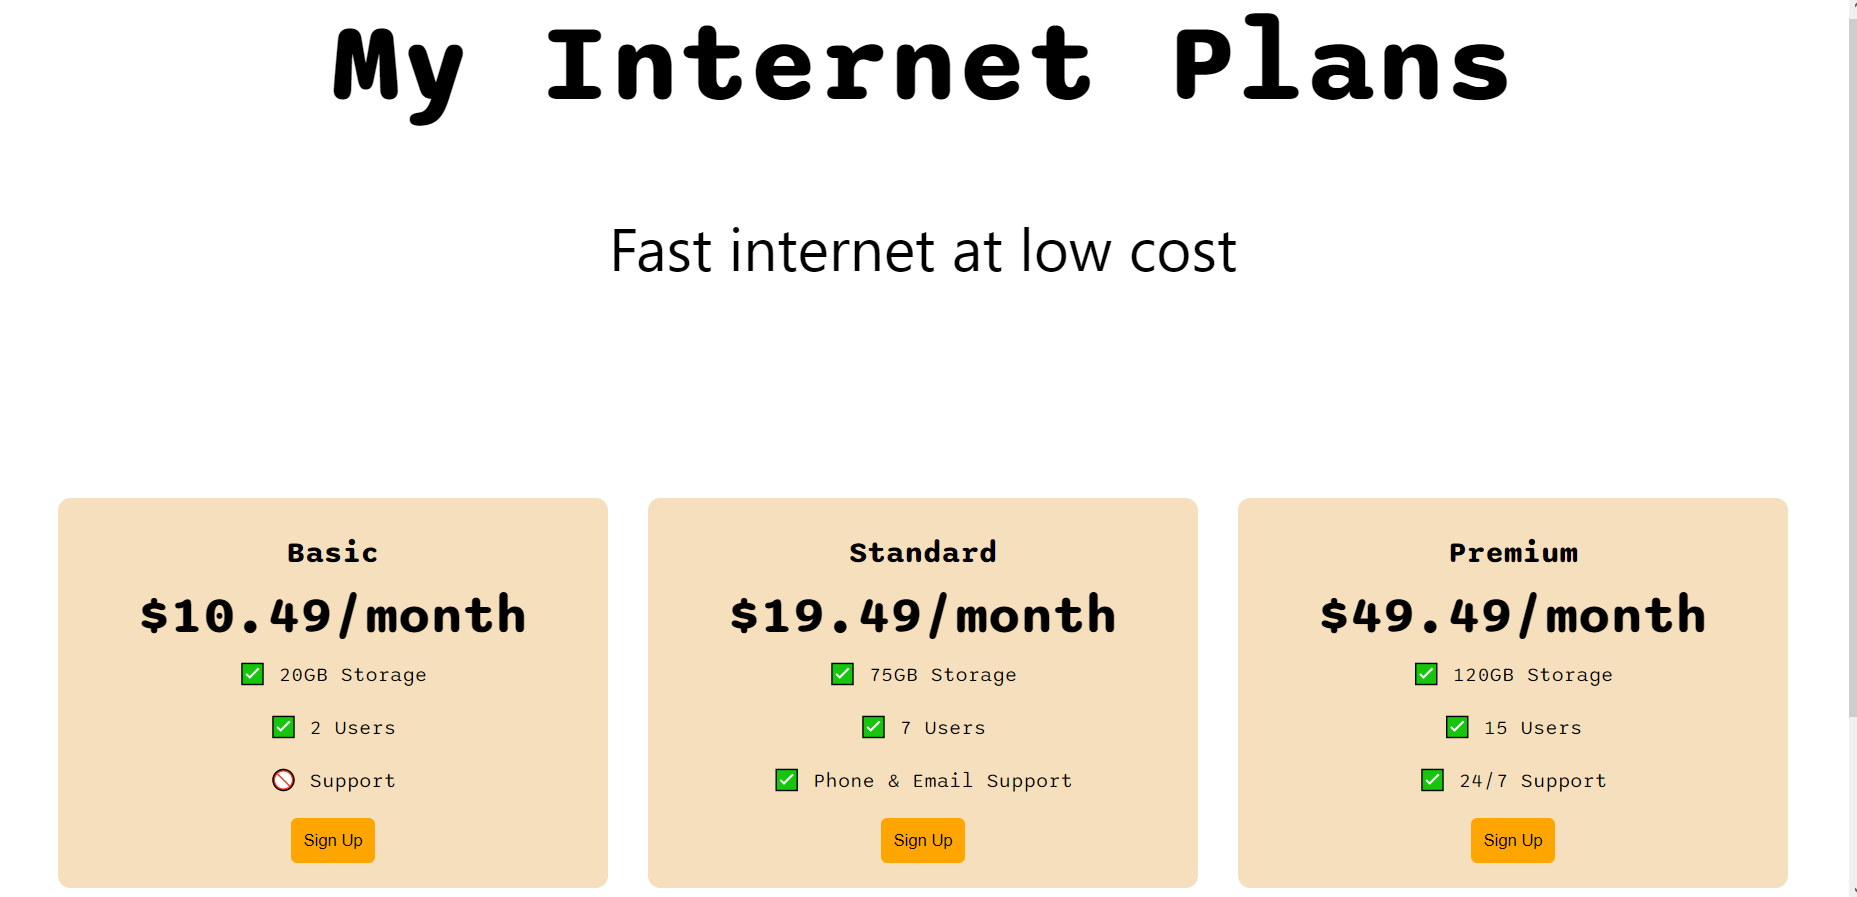 My Internet Plans
Fast internet at low cost
Basic
$10.49/month
✅ 20GB Storage
✅ 2 Users
🚫 Support
Sign Up
Standard
$19.49/month
✅ 75GB Storage
✅ 7 Users
✅ Phone & Email Support
Sign Up
Premium
$49.49/month
✅ 120GB Storage
✅ 15 Users
✅ 24/7 Support
Sign Up